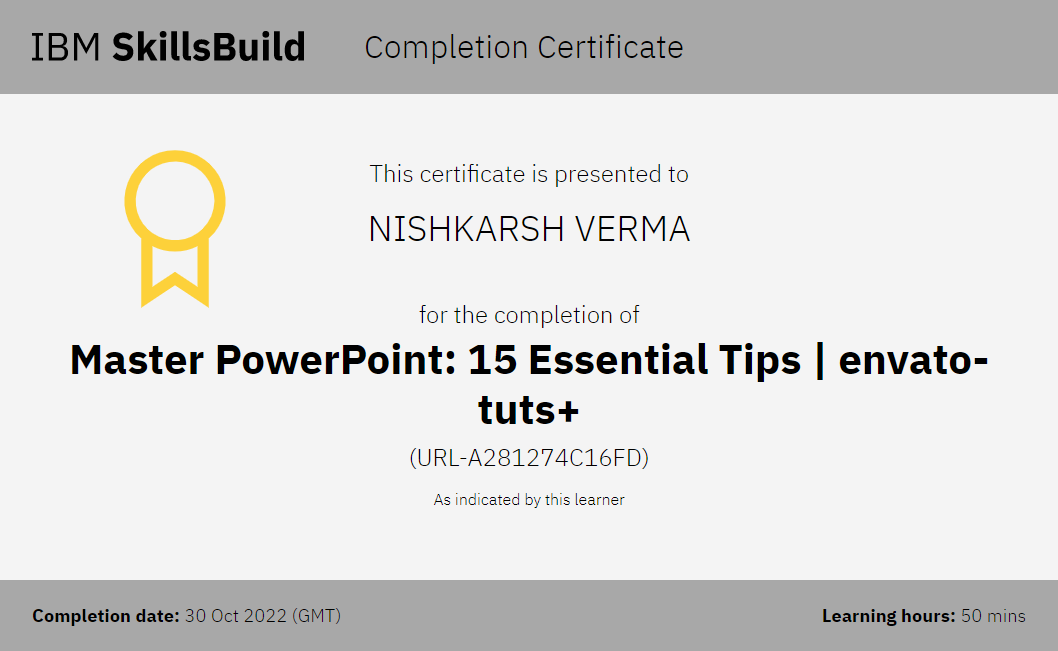 IBM SkillsBuild Completion Certificate
This certificate is presented to
NISHKARSH VERMA
for the completion of
Master PowerPoint: 15 Essential Tips | envato-
tuts+
(URL-A281274C16FD)
As indicated by this learner
Completion date: 30 Oct 2022 (GMT) Learning hours: 50 mins